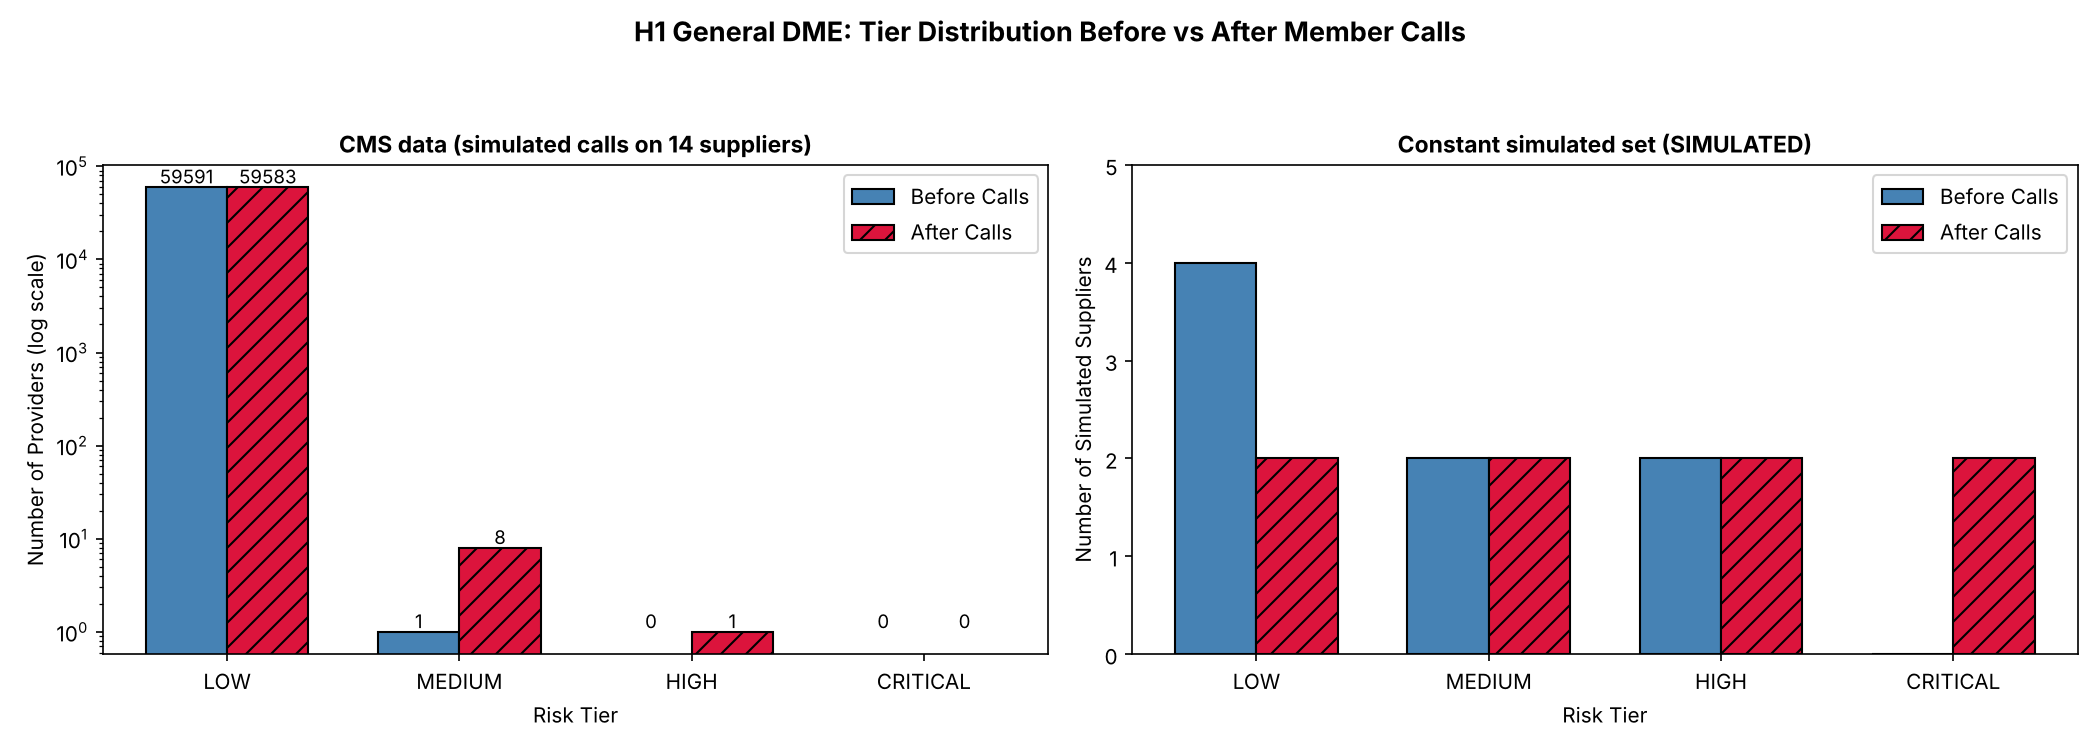 H1 General DME: Tier Distribution Before vs After Member Calls
CMS data (simulated calls on 14 suppliers)
Number of Providers (log scale)
10^5
10^4
10^3
10^2
10^1
10^0
59591 59583
1 8
0 1
0 0
Before Calls
After Calls
LOW MEDIUM HIGH CRITICAL
Risk Tier
Constant simulated set (SIMULATED)
Number of Simulated Suppliers
5
4
3
2
1
0
Before Calls
After Calls
LOW MEDIUM HIGH CRITICAL
Risk Tier